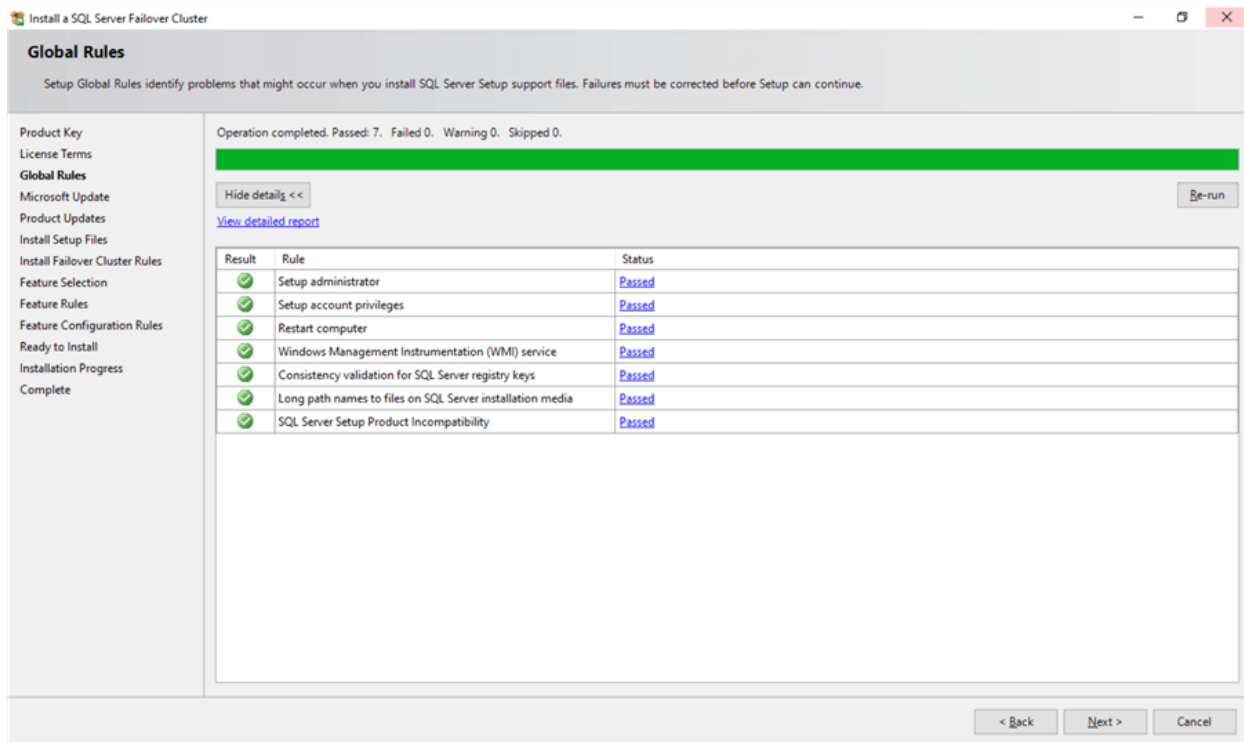 Install a SQL Server Failover Cluster
Global Rules
Setup Global Rules identify problems that might occur when you install SQL Server Setup support files. Failures must be corrected before Setup can continue.
Product Key
License Terms
Global Rules
Microsoft Update
Product Updates
Install Setup Files
Install Failover Cluster Rules
Feature Selection
Feature Rules
Feature Configuration Rules
Ready to Install
Installation Progress
Complete
Operation completed. Passed: 7. Failed 0. Warning 0. Skipped 0.
Hide details <<
Re-run
View detailed report
Result Rule Status
Setup administrator Passed
Setup account privileges Passed
Restart computer Passed
Windows Management Instrumentation (WMI) service Passed
Consistency validation for SQL Server registry keys Passed
Long path names to files on SQL Server installation media Passed
SQL Server Setup Product Incompatibility Passed
< Back Next > Cancel